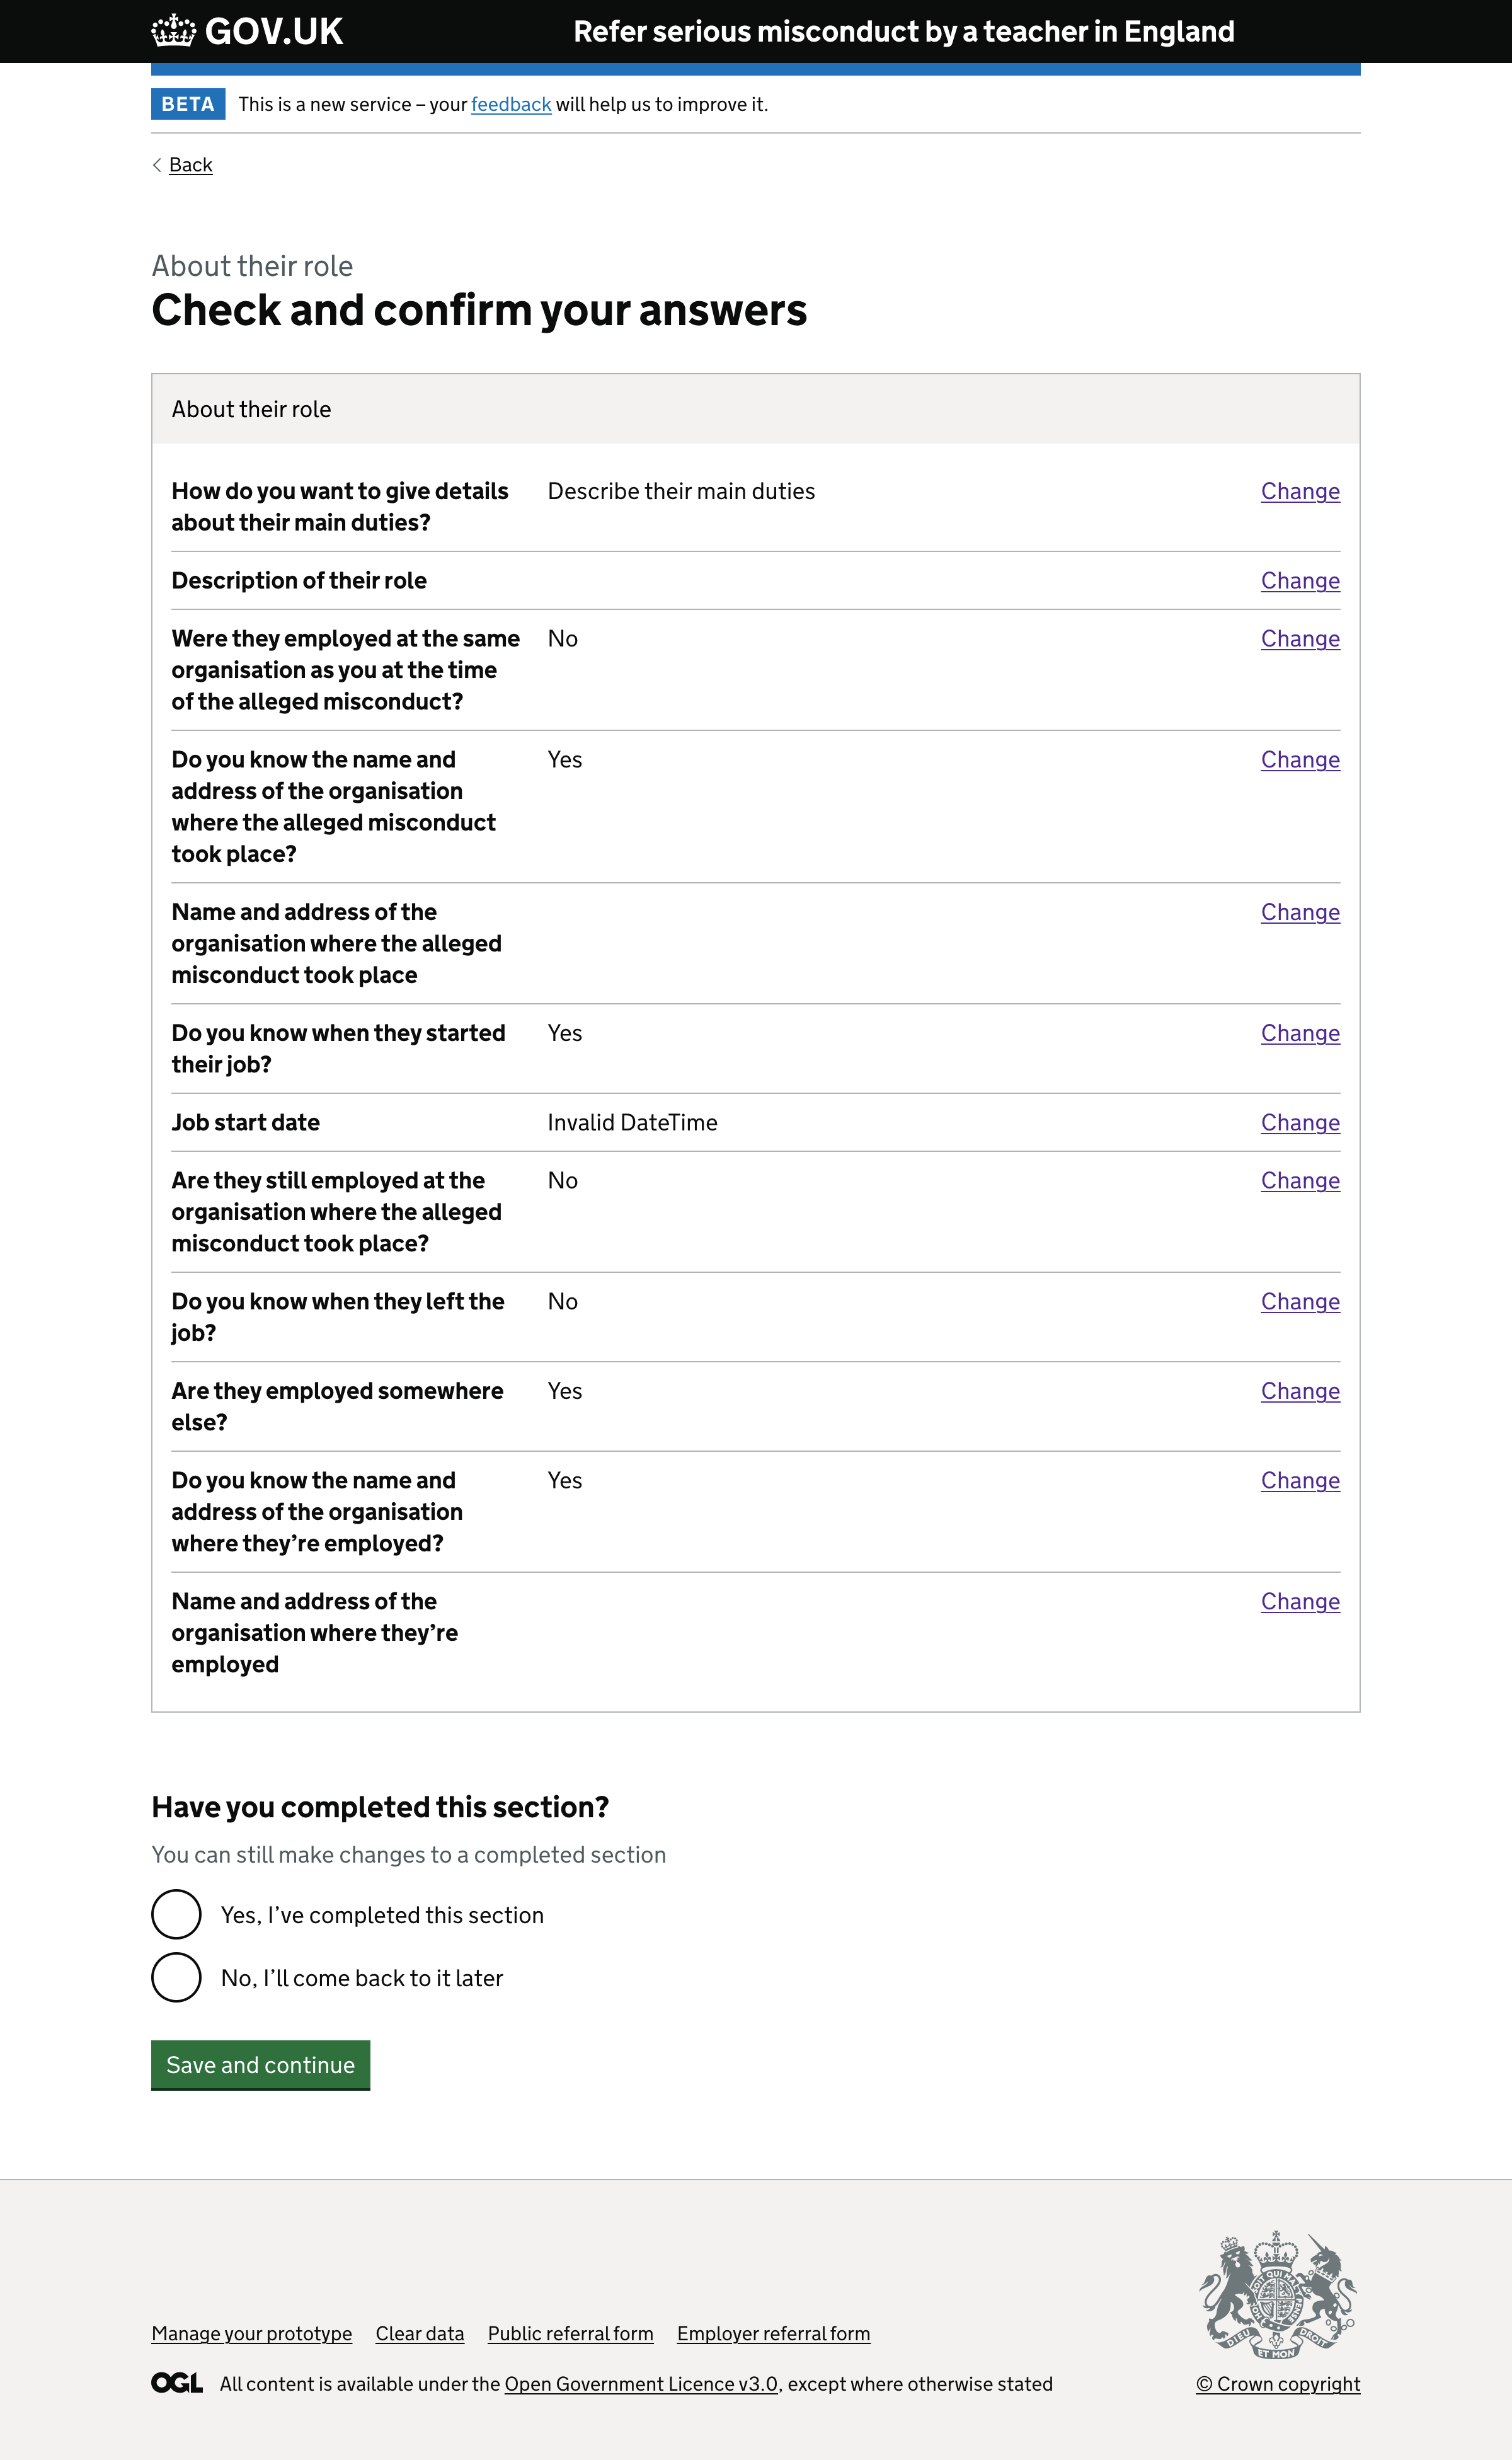 GOV.UK
Refer serious misconduct by a teacher in England
BETA This is a new service – your feedback will help us to improve it.
Back
About their role
Check and confirm your answers
About their role
How do you want to give details Describe their main duties Change
about their main duties?
Description of their role Change
Were they employed at the same No Change
organisation as you at the time
of the alleged misconduct?
Do you know the name and Yes Change
address of the organisation
where the alleged misconduct
took place?
Name and address of the Change
organisation where the alleged
misconduct took place
Do you know when they started Yes Change
their job?
Job start date Invalid DateTime Change
Are they still employed at the No Change
organisation where the alleged
misconduct took place?
Do you know when they left the No Change
job?
Are they employed somewhere Yes Change
else?
Do you know the name and Yes Change
address of the organisation
where they’re employed?
Name and address of the Change
organisation where they’re
employed
Have you completed this section?
You can still make changes to a completed section
Yes, I’ve completed this section
No, I’ll come back to it later
Save and continue
Manage your prototype Clear data Public referral form Employer referral form
DIEU ET MON DROIT
OGL All content is available under the Open Government Licence v3.0, except where otherwise stated
© Crown copyright